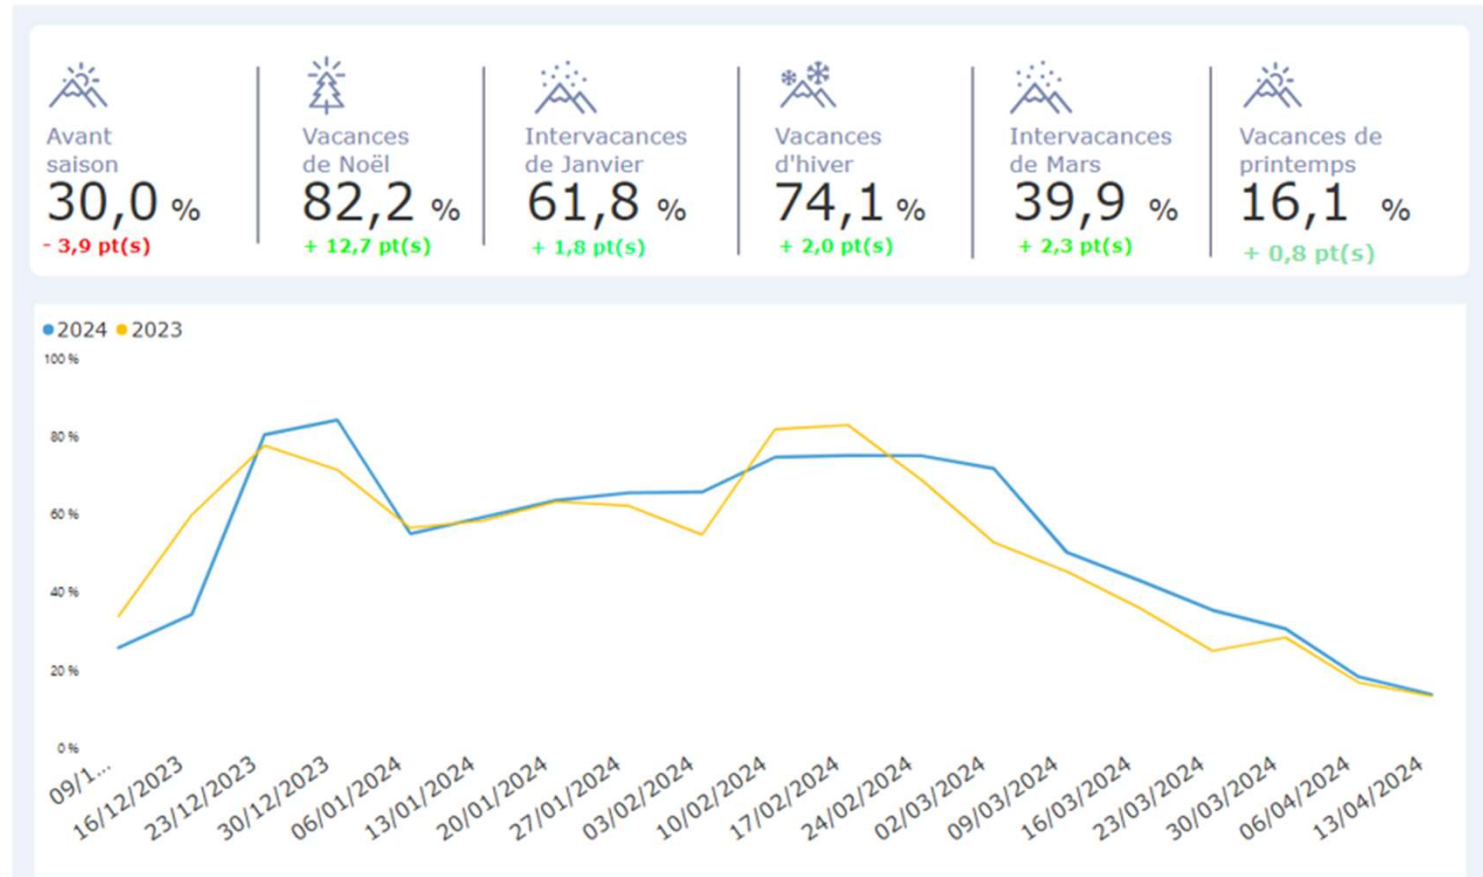 Avant
saison
30,0 %
- 3,9 pt(s)
Vacances
de Noël
82,2 %
+ 12,7 pt(s)
Intervacances
de Janvier
61,8 %
+ 1,8 pt(s)
Vacances
d'hiver
74,1 %
+ 2,0 pt(s)
Intervacances
de Mars
39,9 %
+ 2,3 pt(s)
Vacances de
printemps
16,1 %
+ 0,8 pt(s)
2024 2023
100 %
80 %
60 %
40 %
20 %
0 %
09/1...
16/12/2023
23/12/2023
30/12/2023
06/01/2024
13/01/2024
20/01/2024
27/01/2024
03/02/2024
10/02/2024
17/02/2024
24/02/2024
02/03/2024
09/03/2024
16/03/2024
23/03/2024
30/03/2024
06/04/2024
13/04/2024